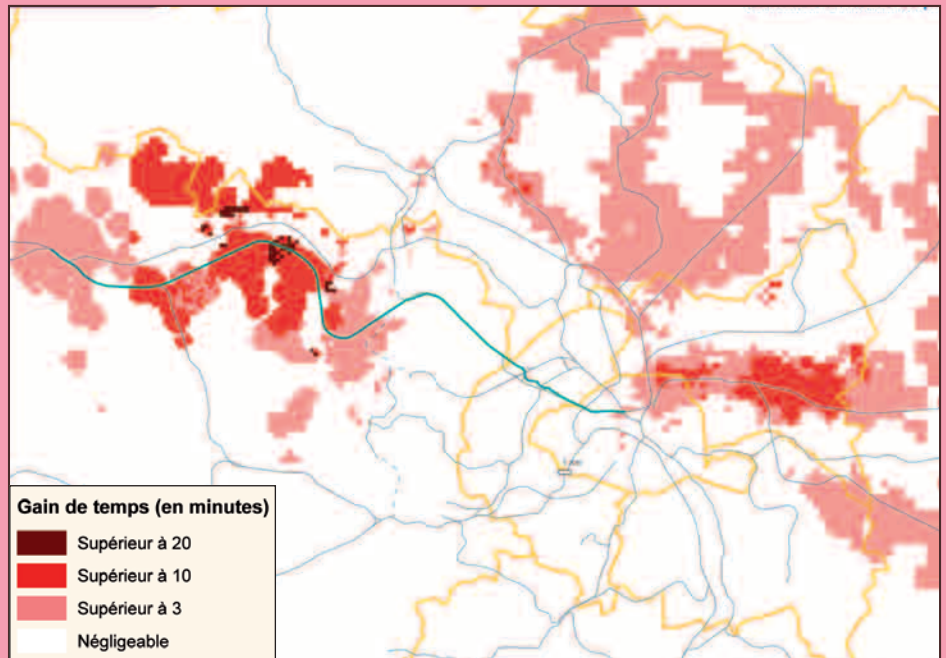 Gain de temps (en minutes)
Supérieur à 20
Supérieur à 10
Supérieur à 3
Négligeable